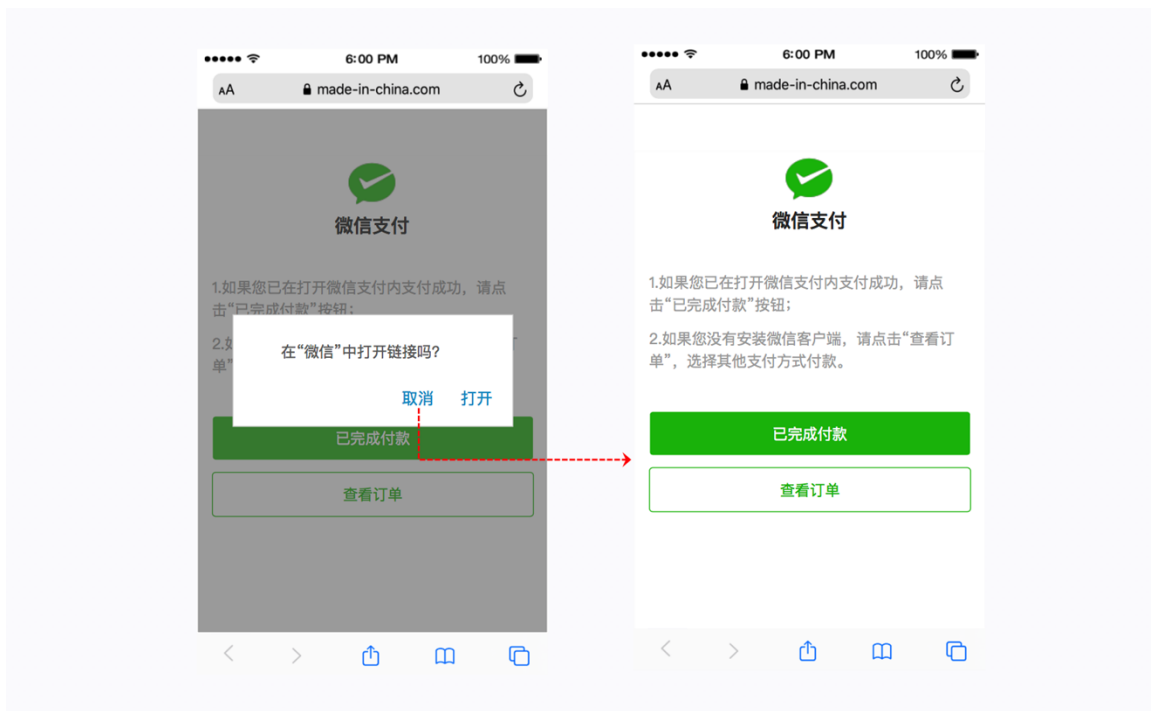 6:00 PM
100%
AA
made-in-china.com
微信支付
1.如果您已在打开微信支付内支付成功，请点
击“已完成付款”按钮；
2.如
单”
在“微信”中打开链接吗?
取消
打开
已完成付款
查看订单
6:00 PM
100%
AA
made-in-china.com
微信支付
1.如果您已在打开微信支付内支付成功，请点
击“已完成付款”按钮；
2.如果您没有安装微信客户端，请点击“查看订
单”，选择其他支付方式付款。
已完成付款
查看订单